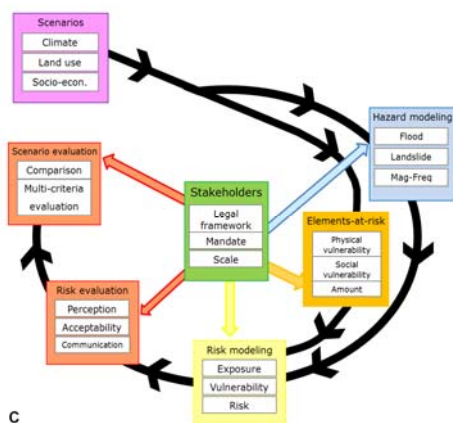 Scenarios
Climate
Land use
Socio-econ.
Hazard modeling
Flood
Landslide
Mag-Freq
Scenario evaluation
Comparison
Multi-criteria
evaluation
Stakeholders
Legal
framework
Mandate
Scale
Elements-at-risk
Physical
vulnerability
Social
vulnerability
Amount
Risk evaluation
Perception
Acceptability
Communication
Risk modeling
Exposure
Vulnerability
Risk
C